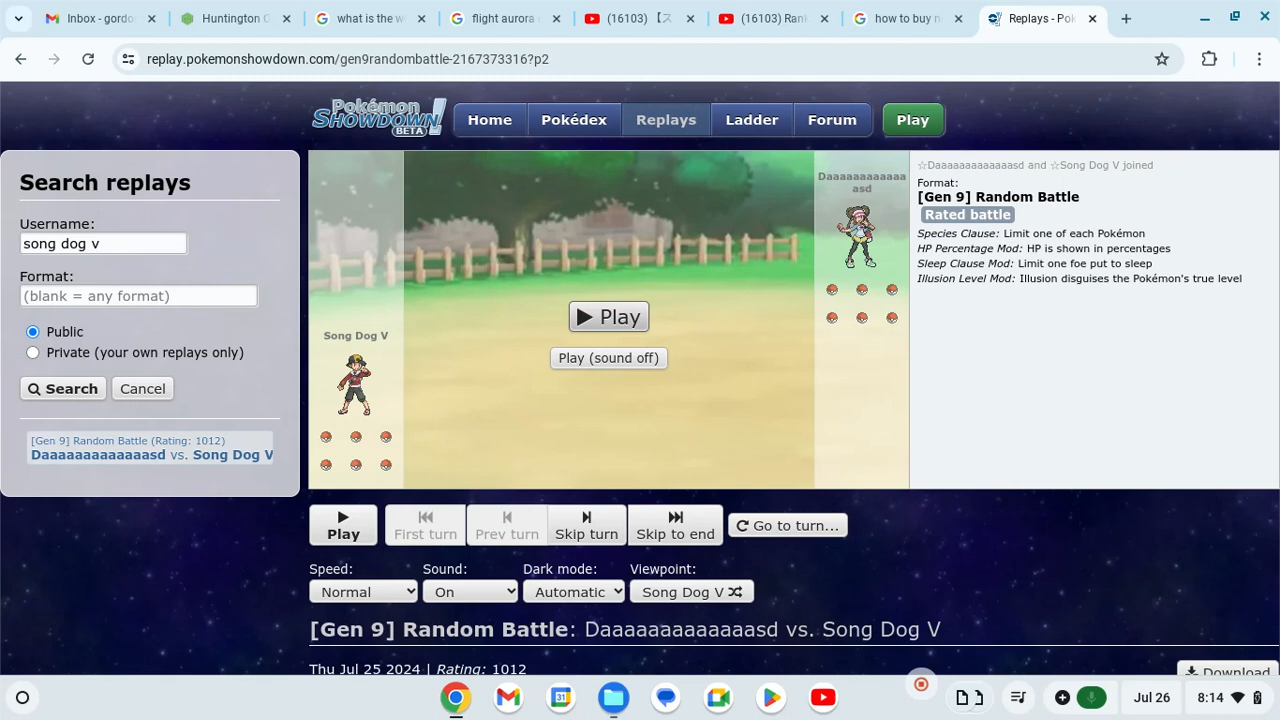 Inbox - gordon
Huntington C
what is the w
flight aurora
(16103) 【ス
(16103) Rank
how to buy n
Replays - Pok
replay.pokemonshowdown.com/gen9randombattle-2167373316?p2
Pokémon
SHOWDOWN!
BETA
Home
Pokédex
Replays
Ladder
Forum
Play
Search replays
Username:
song dog v
Format:
(blank = any format)
Public
Private (your own replays only)
Search
Cancel
[Gen 9] Random Battle (Rating: 1012)
Daaaaaaaaaaaaasd vs. Song Dog V
Song Dog V
Play
Play (sound off)
Daaaaaaaaaaaaa
asd
☆Daaaaaaaaaaaaasd and ☆Song Dog V joined
Format:
[Gen 9] Random Battle
Rated battle
Species Clause: Limit one of each Pokémon
HP Percentage Mod: HP is shown in percentages
Sleep Clause Mod: Limit one foe put to sleep
Illusion Level Mod: Illusion disguises the Pokémon's true level
Play
First turn
Prev turn
Skip turn
Skip to end
Go to turn...
Speed:
Normal
Sound:
On
Dark mode:
Automatic
Viewpoint:
Song Dog V
[Gen 9] Random Battle: Daaaaaaaaaaaaasd vs. Song Dog V
Thu Jul 25 2024 | Rating: 1012
Download
31
Jul 26
8:14